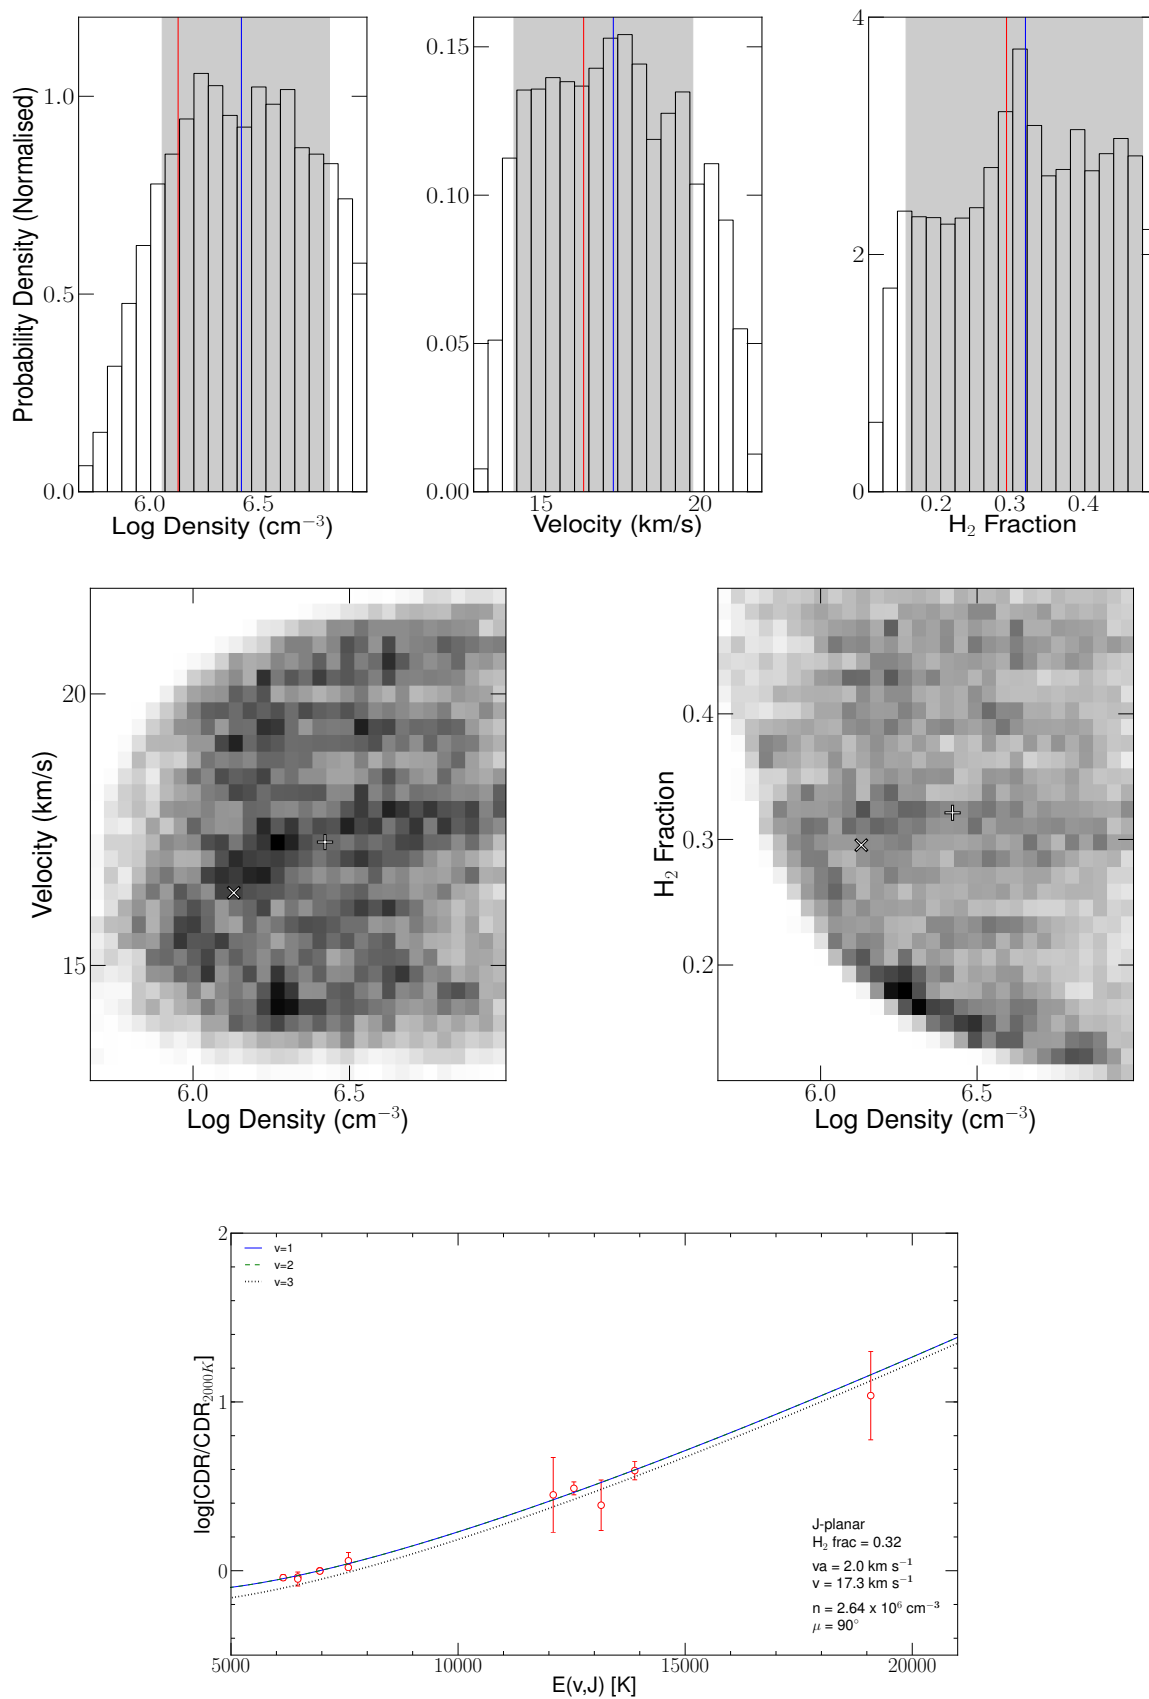 Probability Density (Normalised)
1.0
0.5
0.0
6.0 6.5
Log Density (cm⁻³)
0.15
0.10
0.05
0.00
15 20
Velocity (km/s)
4
2
0
0.2 0.3 0.4
H₂ Fraction
Velocity (km/s)
20
15
6.0 6.5
Log Density (cm⁻³)
H₂ Fraction
0.4
0.3
0.2
6.0 6.5
Log Density (cm⁻³)
log[CDR/CDR₂₀₀₀K]
2
1
0
v=1
v=2
v=3
J-planar
H₂ frac = 0.32
va = 2.0 km s⁻¹
v = 17.3 km s⁻¹
n = 2.64 x 10⁶ cm⁻³
μ = 90°
5000 10000 15000 20000
E(v,J) [K]